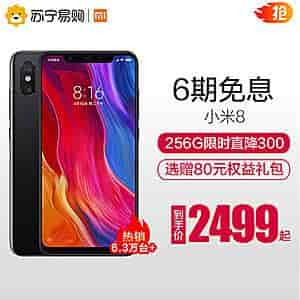 苏宁易购
抢
8:16
6期免息
小米8
256G限时直降300
选赠80元权益礼包
到手价 2499起
热销
6.3万台+